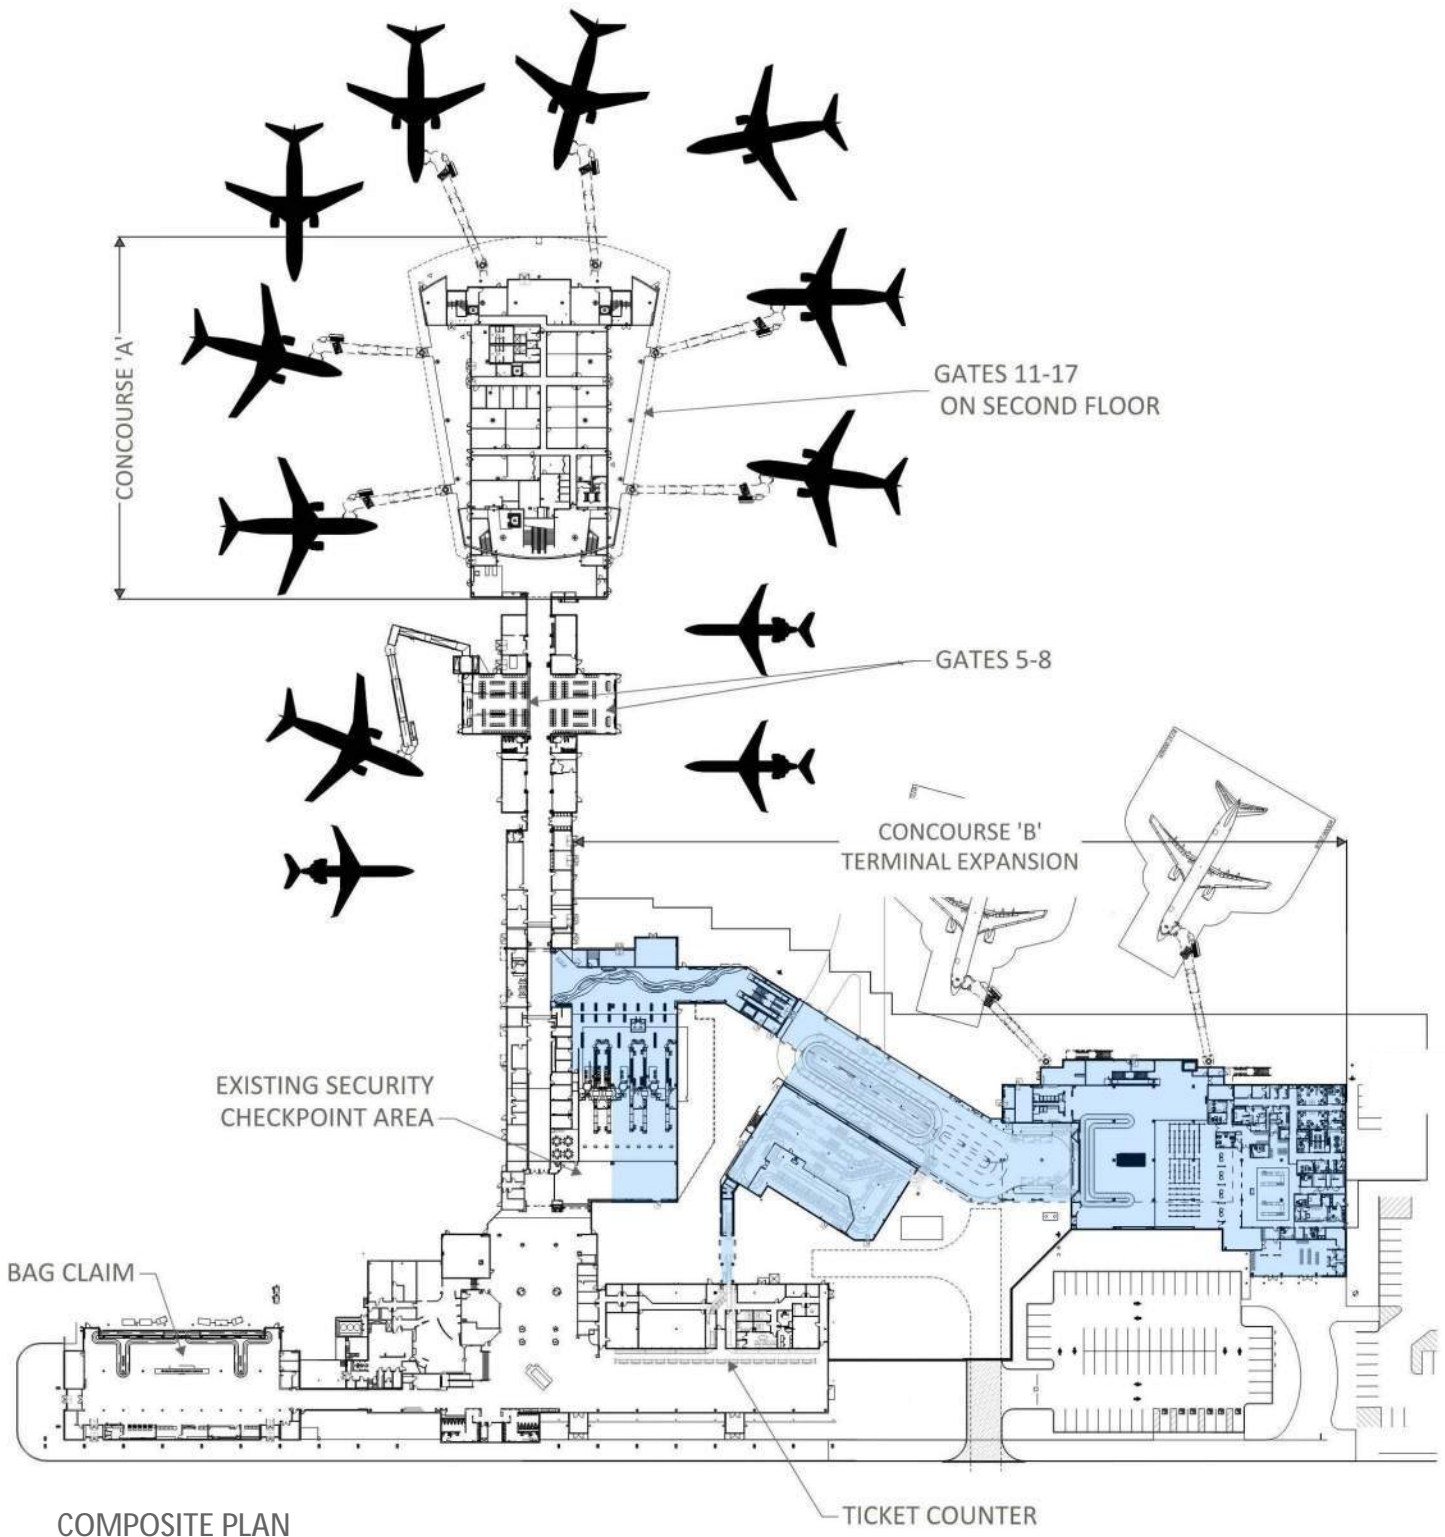 CONCOURSE 'A'
GATES 11-17
ON SECOND FLOOR
GATES 5-8
CONCOURSE 'B'
TERMINAL EXPANSION
EXISTING SECURITY
CHECKPOINT AREA
BAG CLAIM
TICKET COUNTER
COMPOSITE PLAN